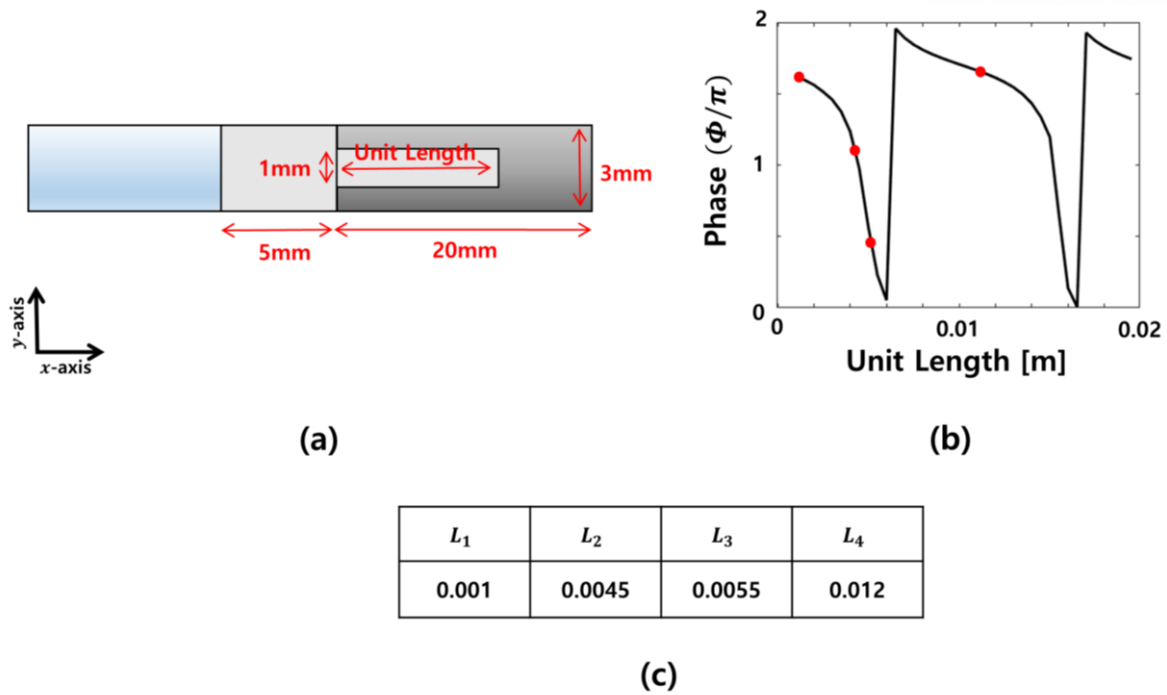 1mm
Unit Length
3mm
5mm
20mm
y-axis
x-axis
(a)
2
1
0
0
0.01
0.02
Phase (Φ/π)
Unit Length [m]
(b)
L₁ L₂ L₃ L₄
0.001 0.0045 0.0055 0.012
(c)